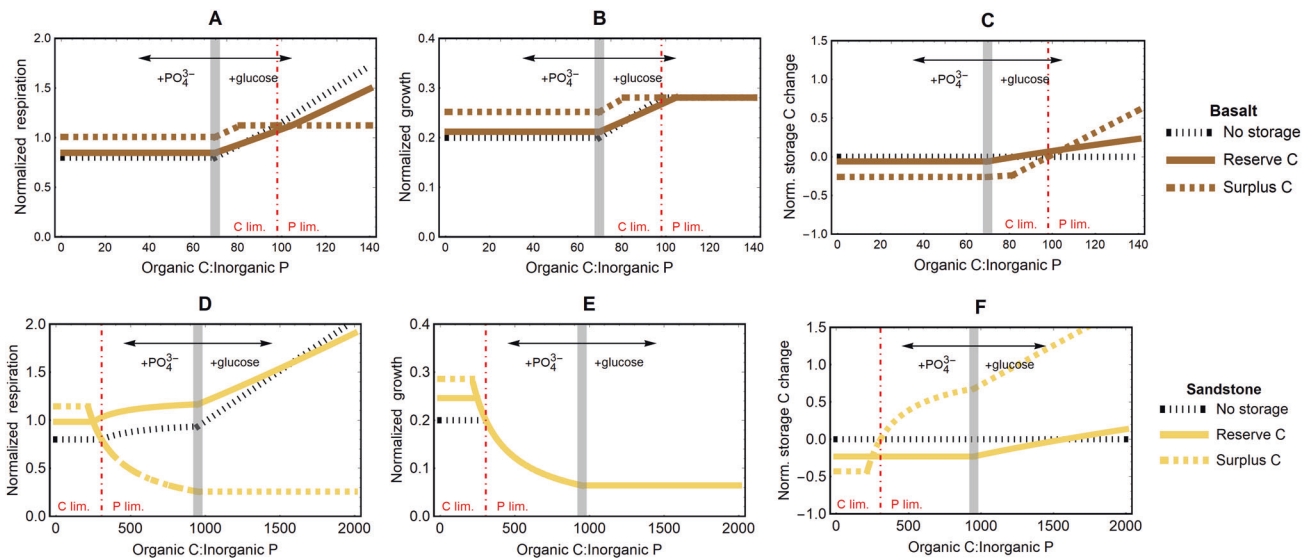 A
2.0
1.5
1.0
0.5
0.0
0
20
40
60
80
100
120
140
Normalized respiration
Organic C:Inorganic P
+PO₄³⁻
+glucose
C lim.
P lim.
B
0.4
0.3
0.2
0.1
0.0
0
20
40
60
80
100
120
140
Normalized growth
Organic C:Inorganic P
+PO₄³⁻
+glucose
C lim.
P lim.
C
1.5
1.0
0.5
0.0
−0.5
−1.0
0
20
40
60
80
100
120
140
Norm. storage C change
Organic C:Inorganic P
+PO₄³⁻
+glucose
C lim.
P lim.
Basalt
No storage
Reserve C
Surplus C
D
2.0
1.5
1.0
0.5
0.0
0
500
1000
1500
2000
Normalized respiration
Organic C:Inorganic P
+PO₄³⁻
+glucose
C lim.
P lim.
E
0.4
0.3
0.2
0.1
0.0
0
500
1000
1500
2000
Normalized growth
Organic C:Inorganic P
+PO₄³⁻
+glucose
C lim.
P lim.
F
1.5
1.0
0.5
0.0
−0.5
−1.0
0
500
1000
1500
2000
Norm. storage C change
Organic C:Inorganic P
+PO₄³⁻
+glucose
C lim.
P lim.
Sandstone
No storage
Reserve C
Surplus C